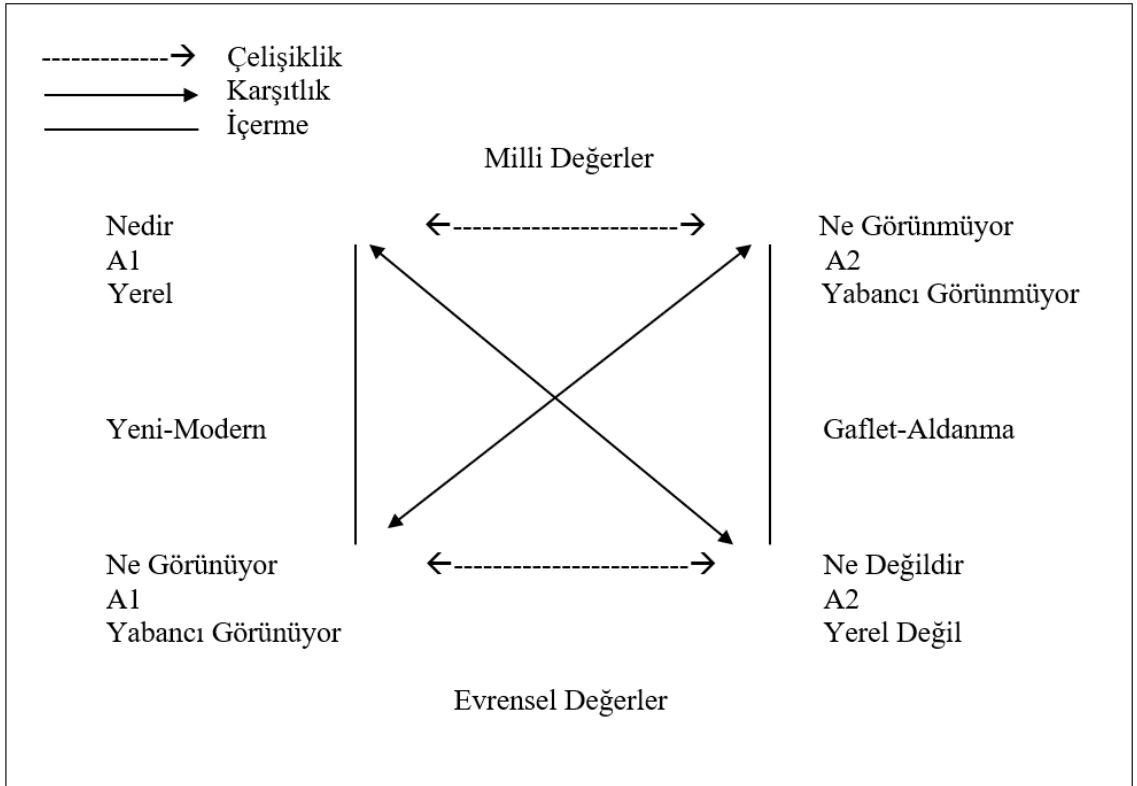 Çelişiklik
Karşıtlık
İçerme
Milli Değerler
Nedir
A1
Yerel
Ne Görünmüyor
A2
Yabancı Görünmüyor
Yeni-Modern
Gaflet-Aldanma
Ne Görünüyor
A1
Yabancı Görünüyor
Ne Değildir
A2
Yerel Değil
Evrensel Değerler